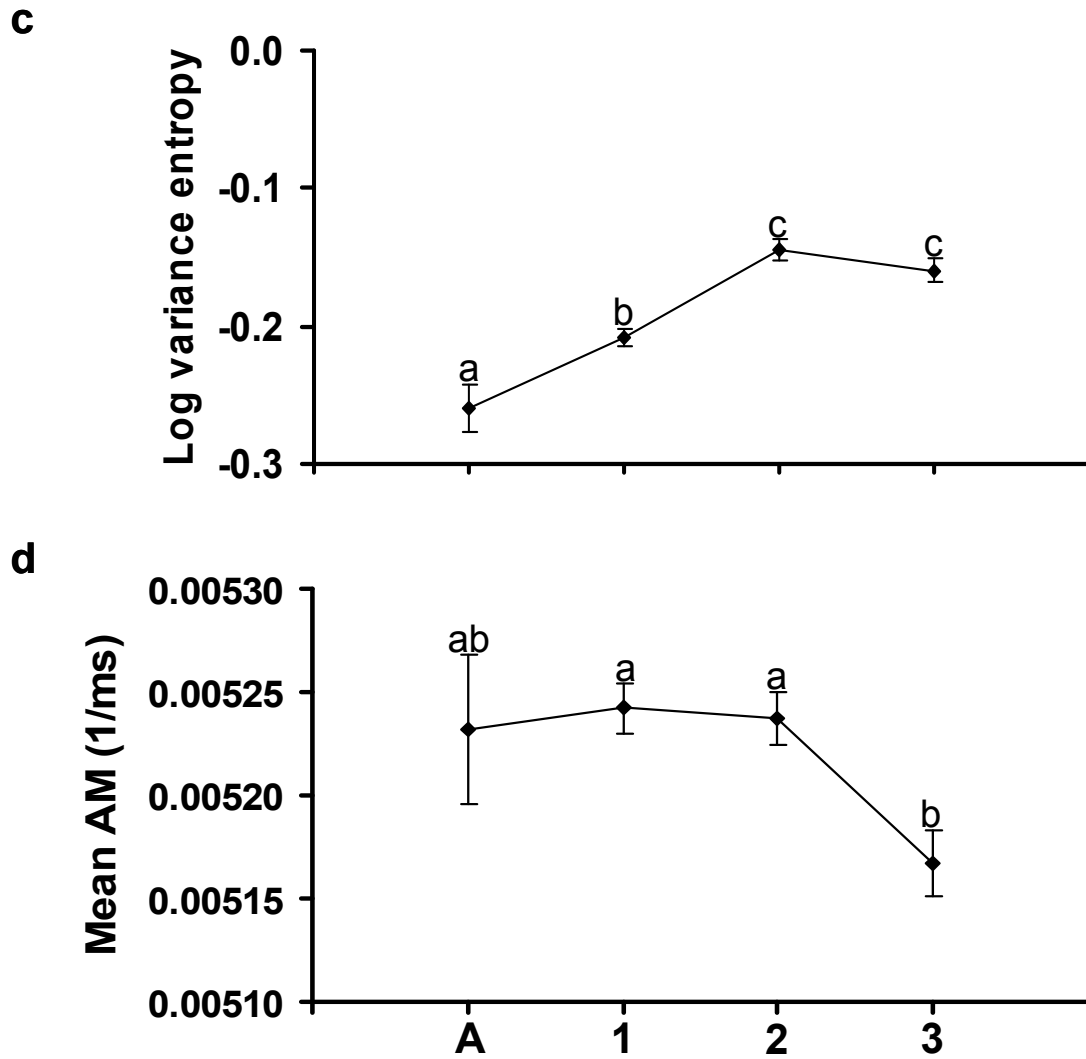 c
Log variance entropy
0.0
-0.1
-0.2
-0.3
a
b
c
c
d
Mean AM (1/ms)
0.00530
0.00525
0.00520
0.00515
0.00510
ab
a
a
b
A 1 2 3